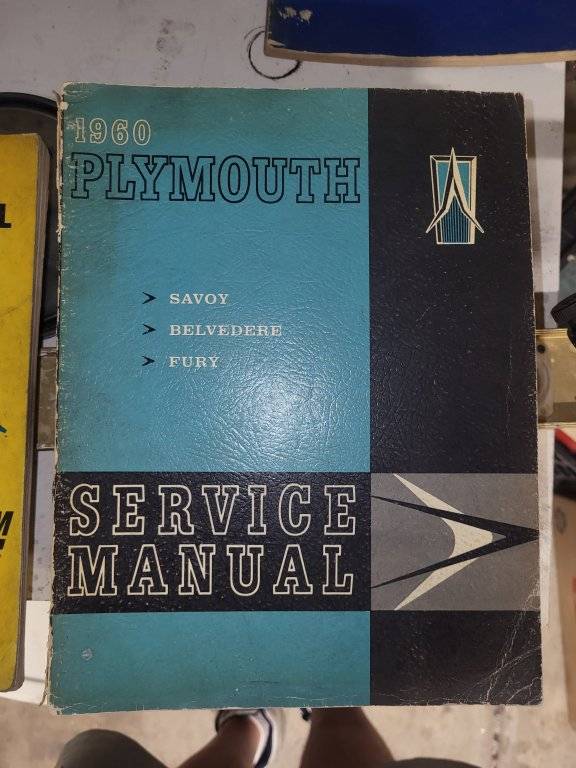 1960
PLYMOUTH
SAVOY
BELVEDERE
FURY
SERVICE
MANUAL